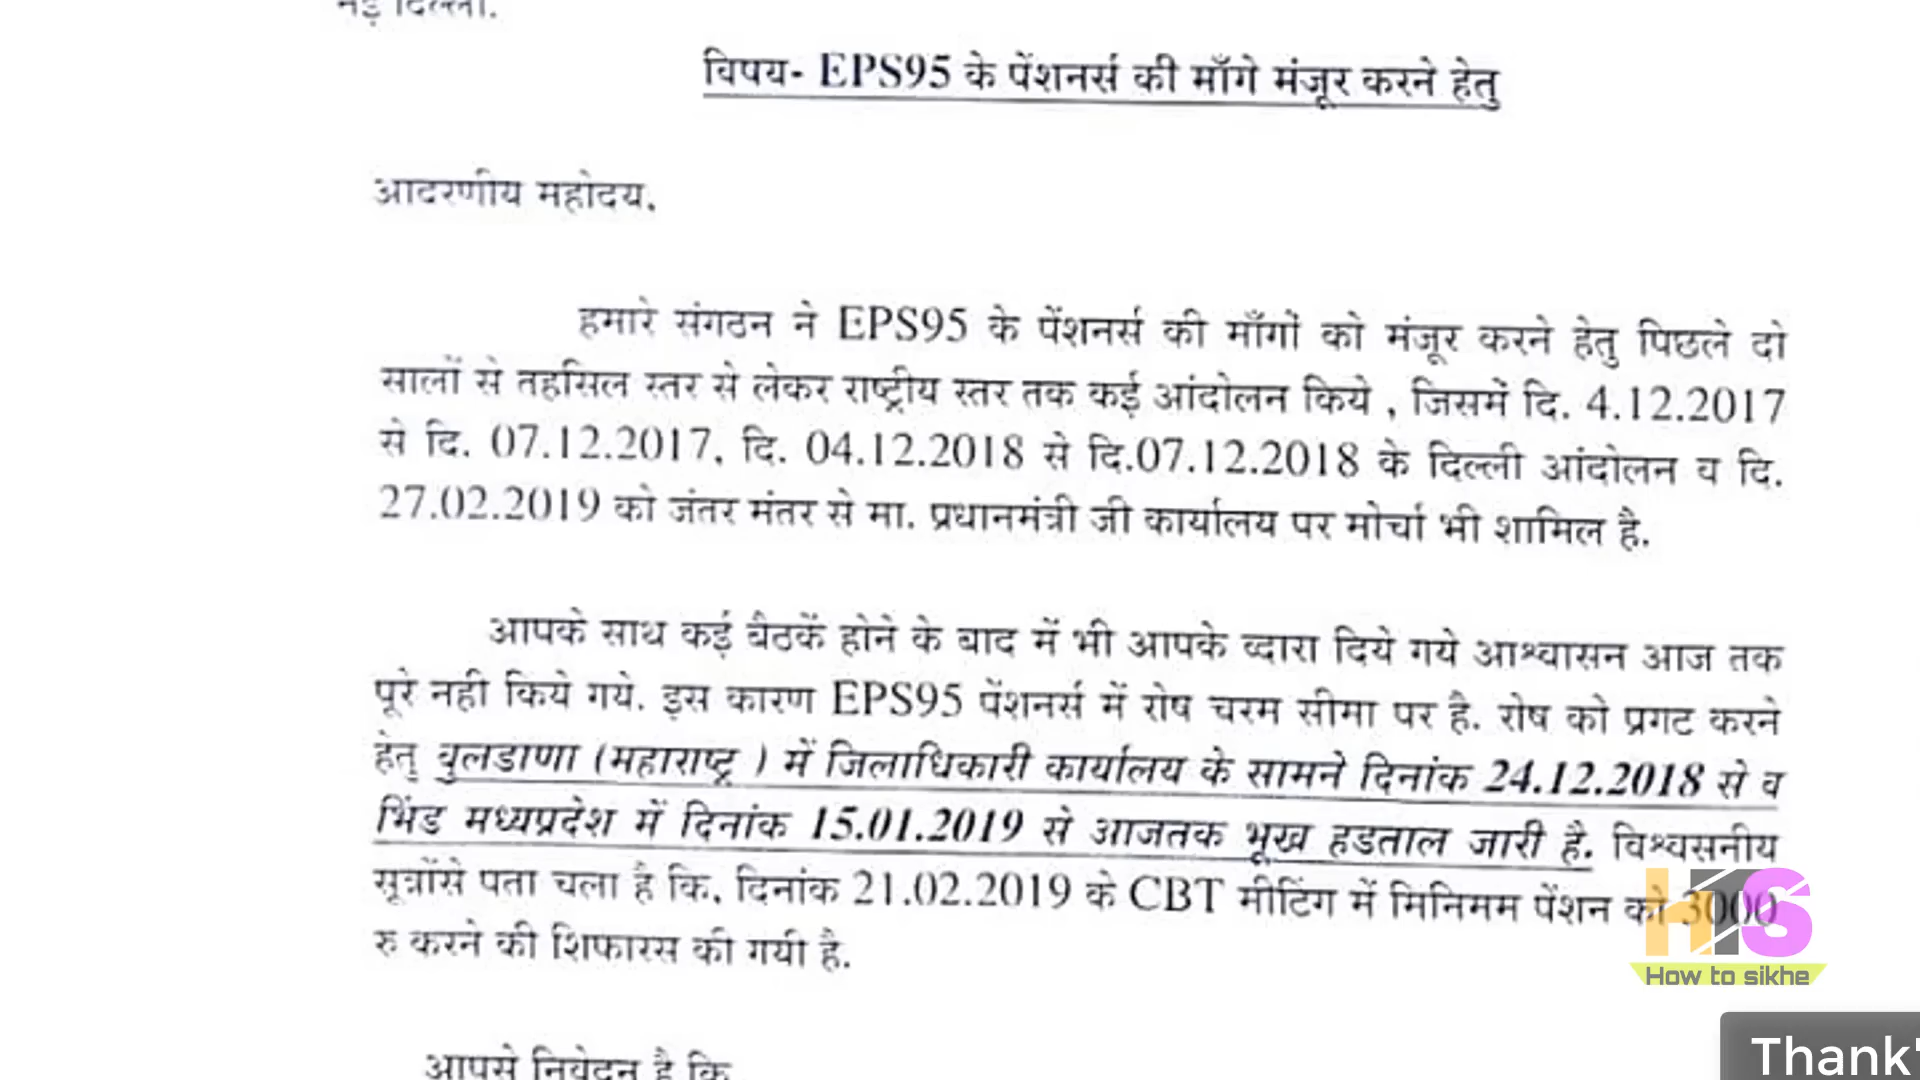 नई दिल्ली.
विषय- EPS95 के पेंशनर्स की माँगे मंजूर करने हेतु
आदरणीय महोदय.
हमारे संगठन ने EPS95 के पेंशनर्स की माँगों को मंजूर करने हेतु पिछले दो
सालों से तहसिल स्तर से लेकर राष्ट्रीय स्तर तक कई आंदोलन किये , जिसमें दि. 4.12.2017
से दि. 07.12.2017, दि. 04.12.2018 से दि.07.12.2018 के दिल्ली आंदोलन व दि.
27.02.2019 को जंतर मंतर से मा. प्रधानमंत्री जी कार्यालय पर मोर्चा भी शामिल है.
आपके साथ कई बैठकें होने के बाद में भी आपके व्दारा दिये गये आश्वासन आज तक
पूरे नही किये गये. इस कारण EPS95 पेंशनर्स में रोष चरम सीमा पर है. रोष को प्रगट करने
हेतु बुलडाणा (महाराष्ट्र ) में जिलाधिकारी कार्यालय के सामने दिनांक 24.12.2018 से व
भिंड मध्यप्रदेश में दिनांक 15.01.2019 से आजतक भूख हडताल जारी है. विश्वसनीय
सूत्रोंसे पता चला है कि, दिनांक 21.02.2019 के CBT मीटिंग में मिनिमम पेंशन को 3000
रु करने की शिफारस की गयी है.
HTS
How to sikhe
आपसे निवेदन है कि
Thank